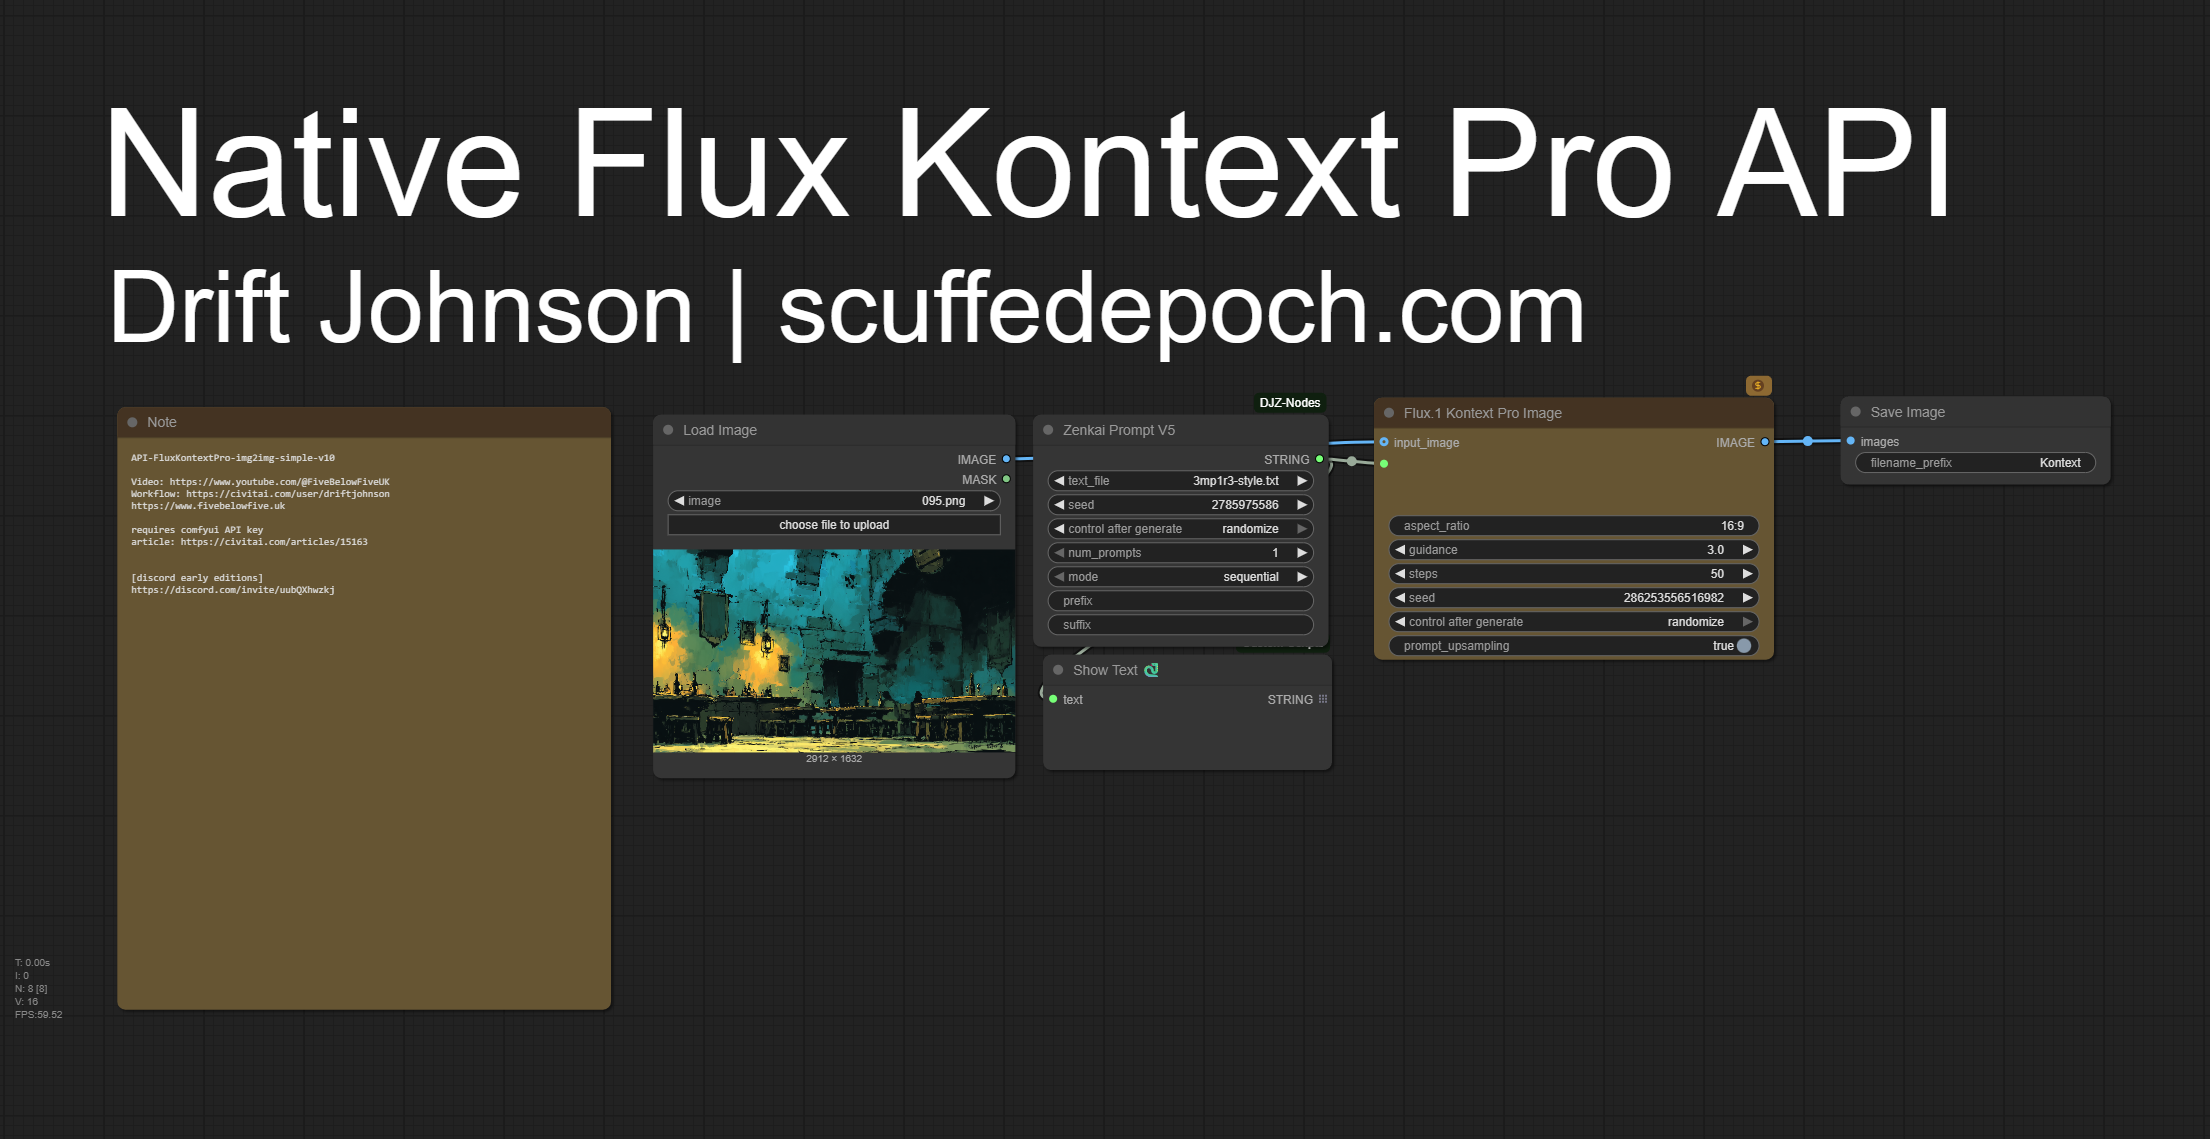 Native Flux Kontext Pro API
Drift Johnson | scuffedepoch.com
Note
API-FluxKontextPro-img2img-simple-v10
Video: https://www.youtube.com/@FiveBelowFiveUK
Workflow: https://civitai.com/user/driftjohnson
https://www.fivebelowfive.uk
requires comfyui API key
article: https://civitai.com/articles/15163
[discord early editions]
https://discord.com/invite/uubQXhwzkj
Load Image
IMAGE
MASK
image 095.png
choose file to upload
2912 × 1632
DJZ-Nodes
Zenkai Prompt V5
STRING
text_file 3mp1r3-style.txt
seed 2785975586
control after generate randomize
num_prompts 1
mode sequential
prefix
suffix
Show Text
text STRING
$
Flux.1 Kontext Pro Image
input_image IMAGE
aspect_ratio 16:9
guidance 3.0
steps 50
seed 286253556516982
control after generate randomize
prompt_upsampling true
Save Image
images
filename_prefix Kontext
T: 0.00s
I: 0
N: 8 [8]
V: 16
FPS:59.52